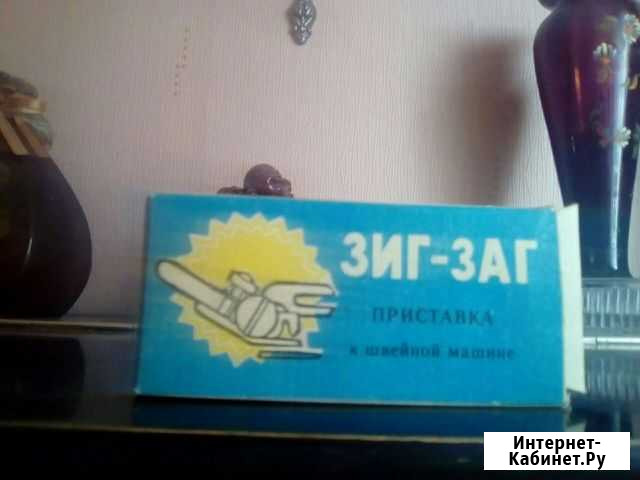 ЗИГ-ЗАГ
ПРИСТАВКА
к швейной машине
Интернет-
Кабинет.Ру